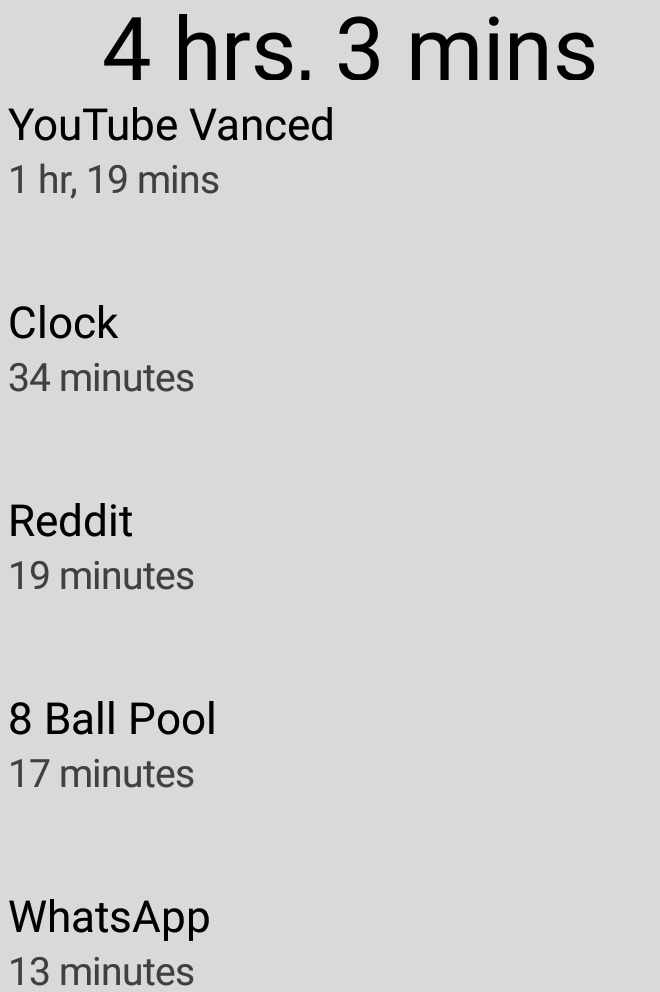 4 hrs. 3 mins
YouTube Vanced
1 hr, 19 mins
Clock
34 minutes
Reddit
19 minutes
8 Ball Pool
17 minutes
WhatsApp
13 minutes